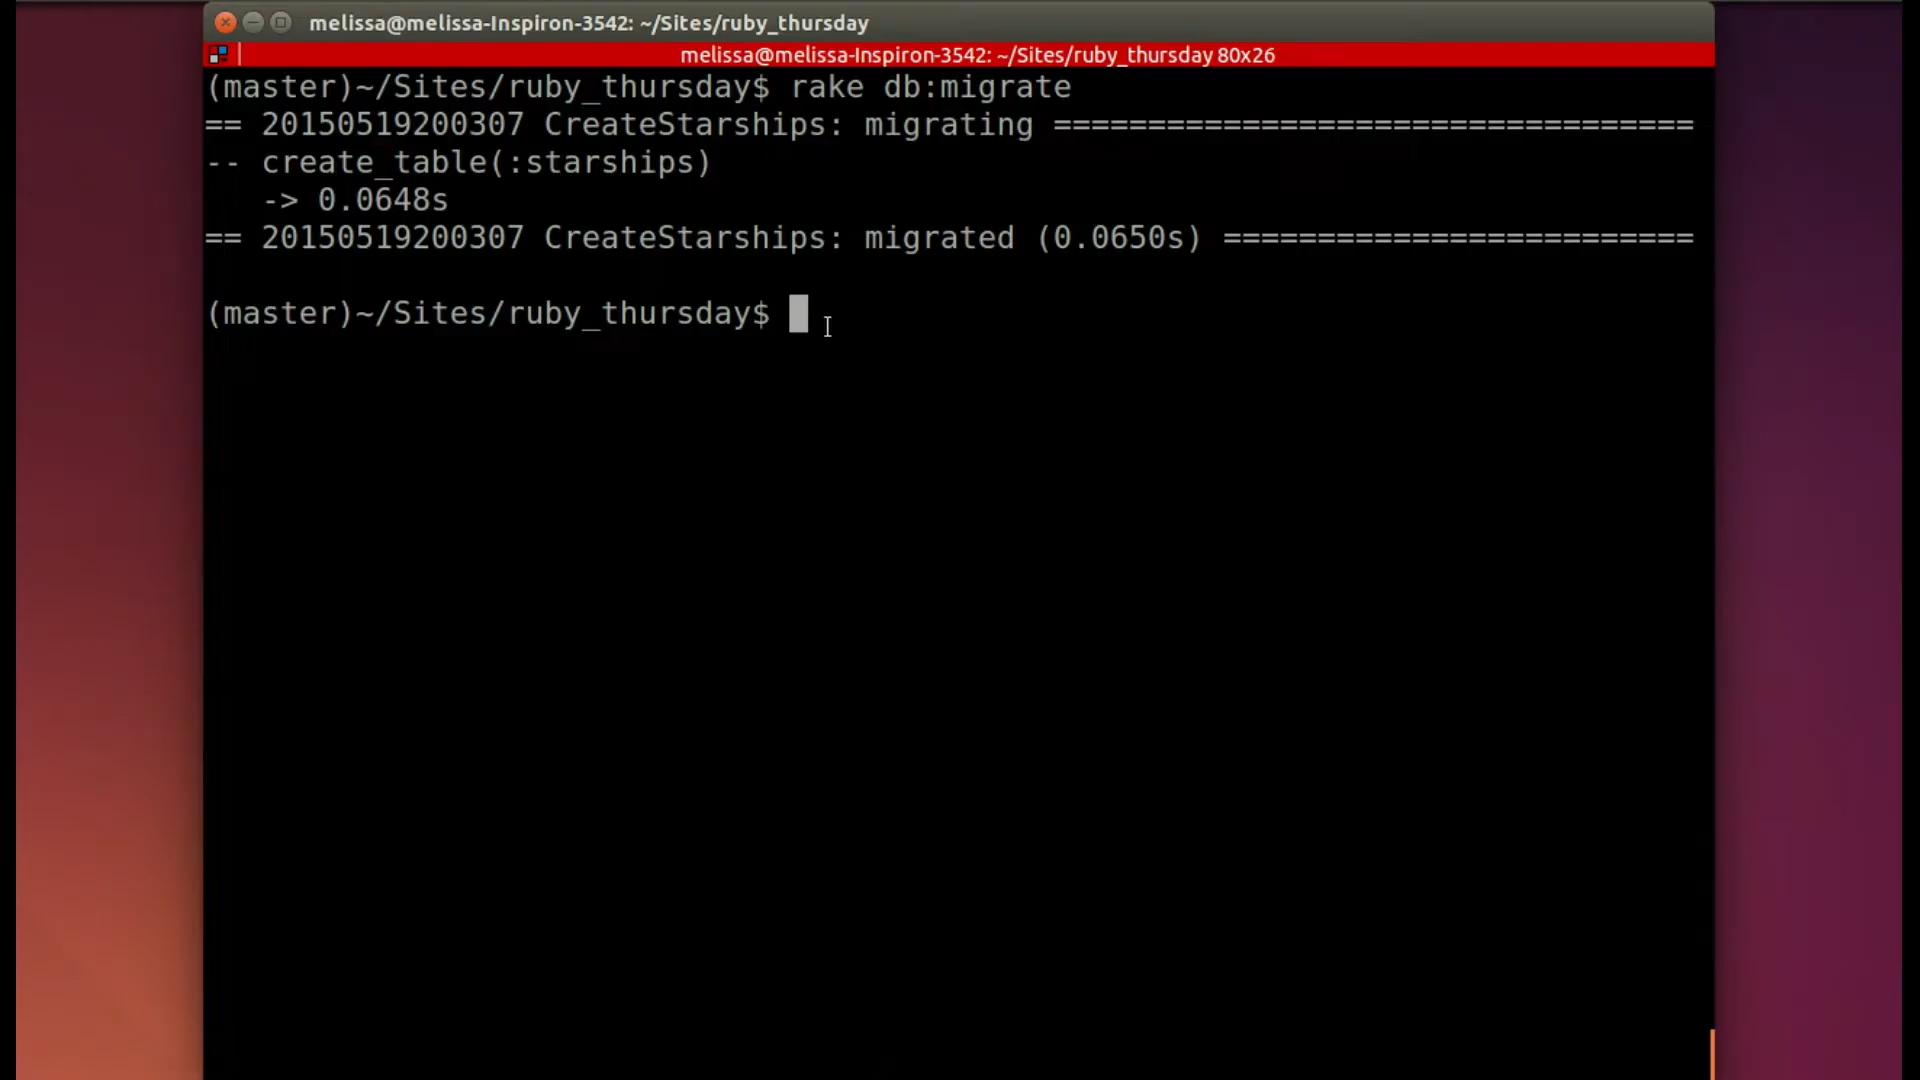 melissa@melissa-Inspiron-3542: ~/Sites/ruby_thursday
melissa@melissa-Inspiron-3542: ~/Sites/ruby_thursday 80x26
(master)~/Sites/ruby_thursday$ rake db:migrate
== 20150519200307 CreateStarships: migrating ==================================
-- create_table(:starships)
   -> 0.0648s
== 20150519200307 CreateStarships: migrated (0.0650s) =========================
(master)~/Sites/ruby_thursday$